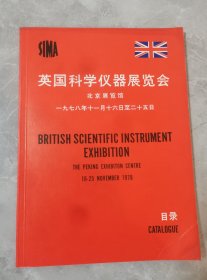 SIMA
英国科学仪器展览会
北京展览馆
一九七八年十一月十六日至二十五日
BRITISH SCIENTIFIC INSTRUMENT
EXHIBITION
THE PEKING EXHIBITION CENTRE
16-25 NOVEMBER 1978
目录
CATALOGUE